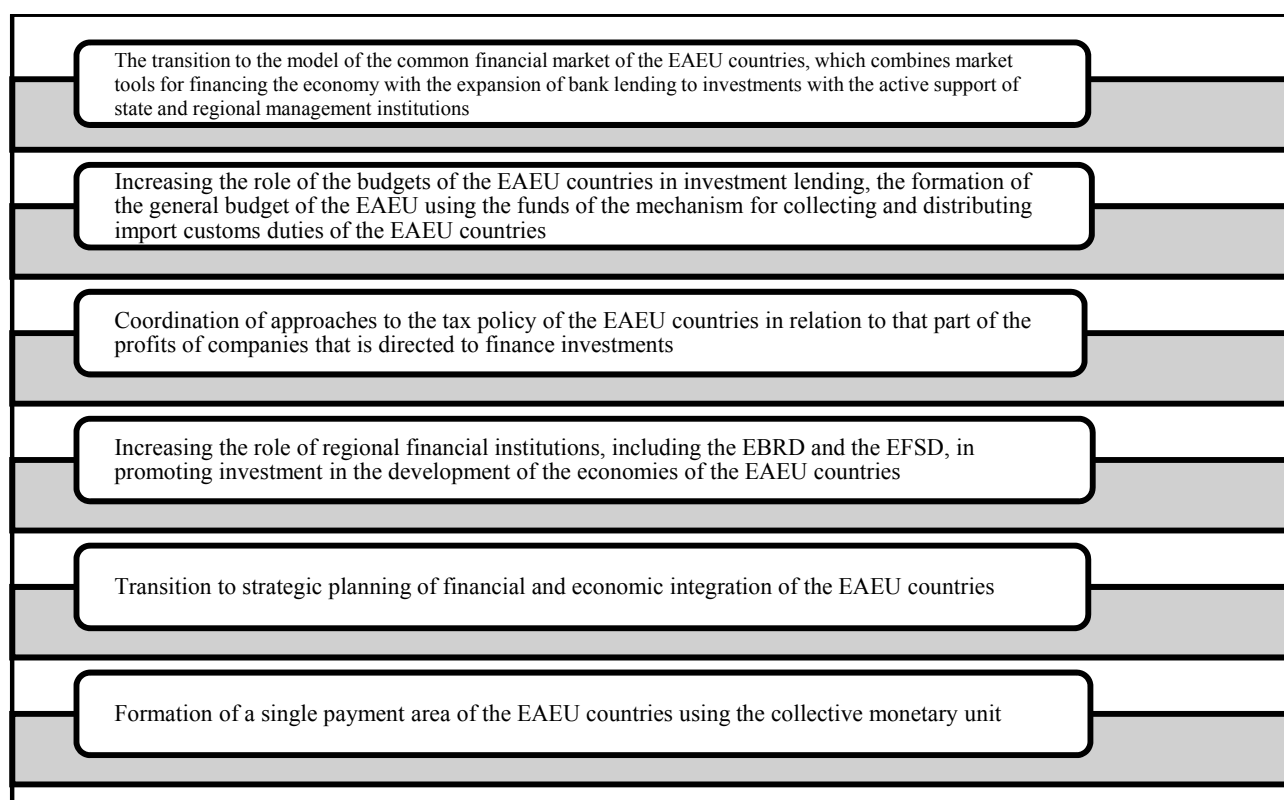 The transition to the model of the common financial market of the EAEU countries, which combines market
tools for financing the economy with the expansion of bank lending to investments with the active support of
state and regional management institutions
Increasing the role of the budgets of the EAEU countries in investment lending, the formation of
the general budget of the EAEU using the funds of the mechanism for collecting and distributing
import customs duties of the EAEU countries
Coordination of approaches to the tax policy of the EAEU countries in relation to that part of the
profits of companies that is directed to finance investments
Increasing the role of regional financial institutions, including the EBRD and the EFSD, in
promoting investment in the development of the economies of the EAEU countries
Transition to strategic planning of financial and economic integration of the EAEU countries
Formation of a single payment area of the EAEU countries using the collective monetary unit